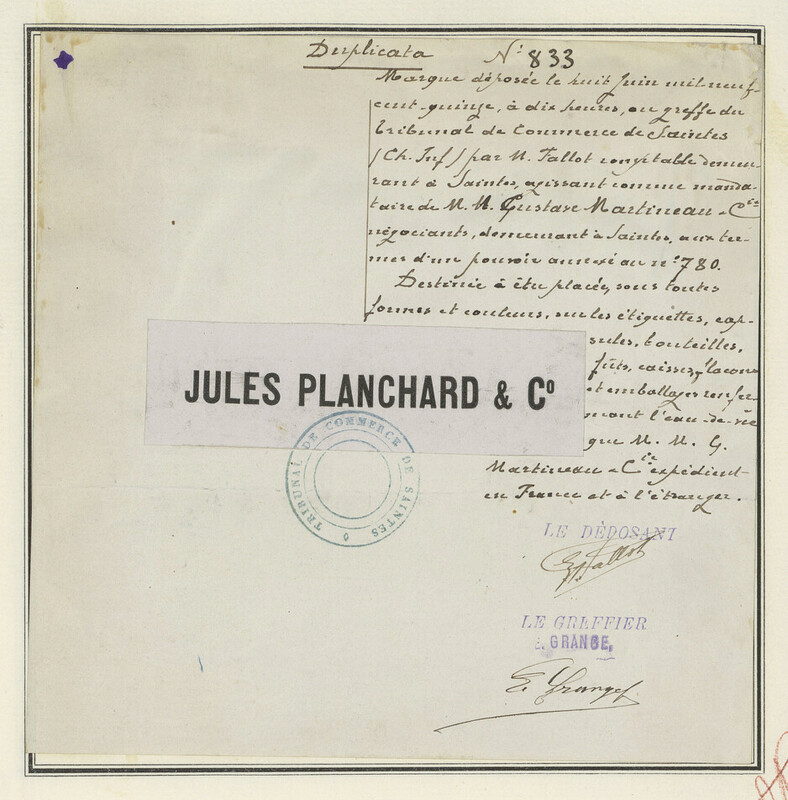 Duplicata N° 833
Marque déposée le huit Juin mil neuf-
cent-quinze, à dix heures, au greffe du
Tribunal de Commerce de Saintes
(Ch. Inf) par M. Fallot comptable demeu-
rant à Saintes, agissant comme manda-
taire de M. M. Gustave Martineau & Cie
négociants, demeurant à Saintes, aux ter-
mes d'un pouvoir annexé au n° 780.
Destinée à être placée, sous toutes
formes et couleurs, sur les étiquettes, cap-
sules, bouteilles,
fûts, caisses, flacons
et emballages renfer-
mant l'eau-de-vie
que M. M. G.
Martineau & Cie expédient
en France et à l'étranger.
JULES PLANCHARD & Co
TRIBUNAL DE COMMERCE DE SAINTES
LE DÉPOSANT
E. Fallot
LE GREFFIER
E. GRANGE,
E. Grange